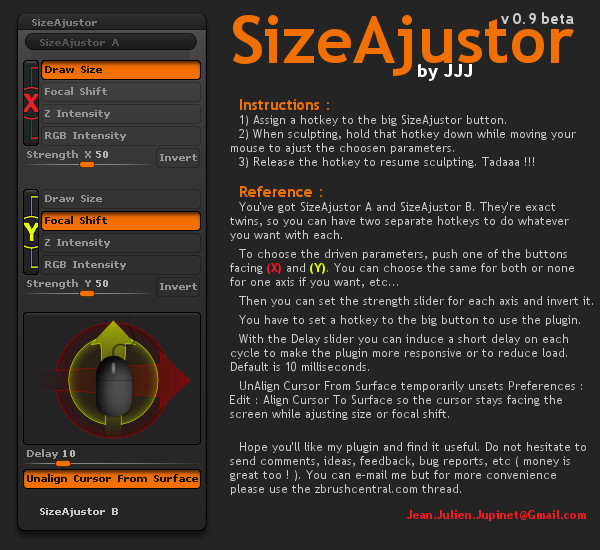 SizeAjustor
SizeAjustor A
Draw Size
Focal Shift
X
Z Intensity
RGB Intensity
Strength X 50
Invert
Draw Size
Focal Shift
Y
Z Intensity
RGB Intensity
Strength Y 50
Invert
Delay 10
Unalign Cursor From Surface
SizeAjustor B
v 0.9 beta
SizeAjustor
by JJJ
Instructions :
1) Assign a hotkey to the big SizeAjustor button.
2) When sculpting, hold that hotkey down while moving your
mouse to ajust the choosen parameters.
3) Release the hotkey to resume sculpting. Tadaaa !!!
Reference :
You've got SizeAjustor A and SizeAjustor B. They're exact
twins, so you can have two separate hotkeys to do whatever
you want with each.
To choose the driven parameters, push one of the buttons
facing (X) and (Y). You can choose the same for both or none
for one axis if you want, etc...
Then you can set the strength slider for each axis and invert it.
You have to set a hotkey to the big button to use the plugin.
With the Delay slider you can induce a short delay on each
cycle to make the plugin more responsive or to reduce load.
Default is 10 milliseconds.
UnAlign Cursor From Surface temporarily unsets Preferences :
Edit : Align Cursor To Surface so the cursor stays facing the
screen while ajusting size or focal shift.
Hope you'll like my plugin and find it useful. Do not hesitate to
send comments, ideas, feedback, bug reports, etc ( money is
great too ! ). You can e-mail me but for more convenience
please use the zbrushcentral.com thread.
Jean.Julien.Jupinet@Gmail.com